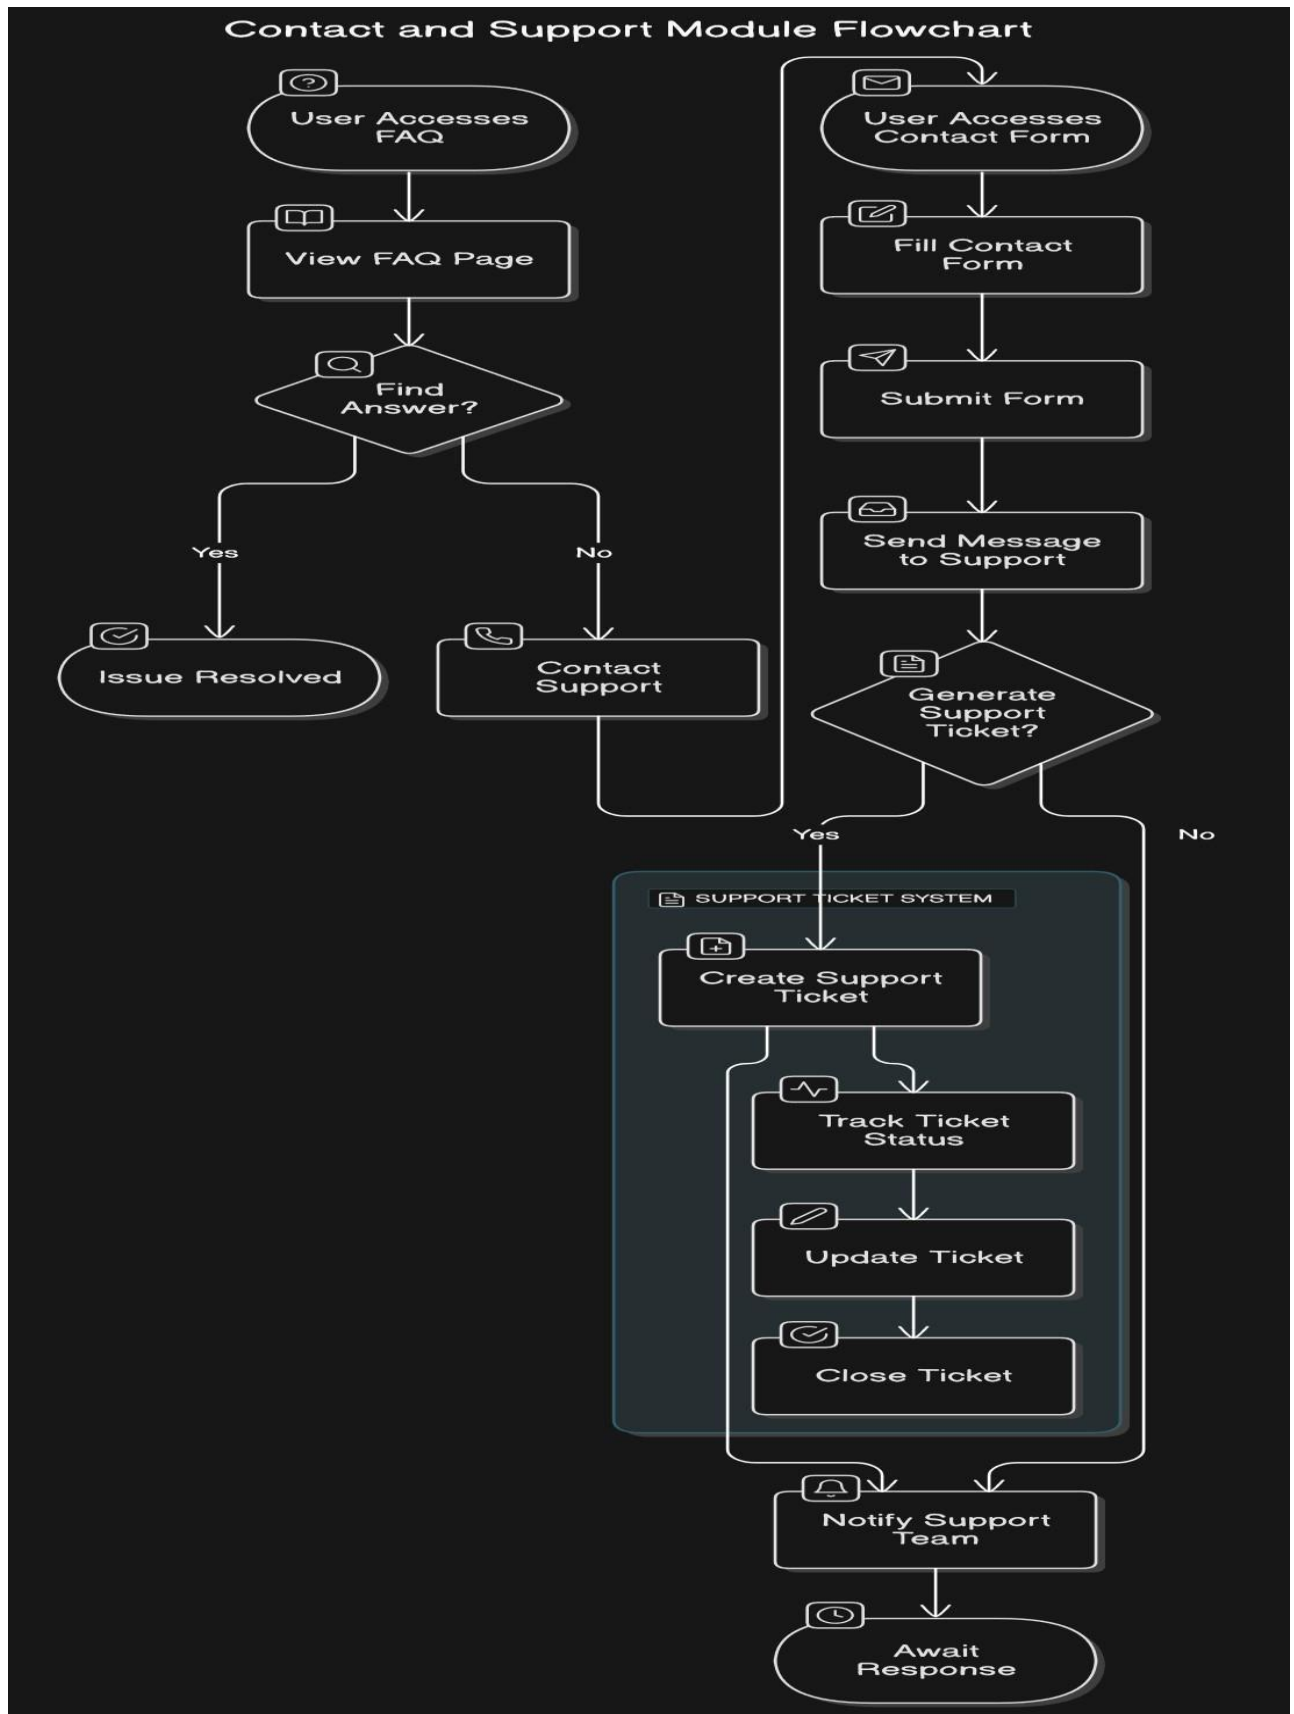 Contact and Support Module Flowchart
User Accesses
FAQ
View FAQ Page
Find
Answer?
Yes
No
Issue Resolved
Contact
Support
User Accesses
Contact Form
Fill Contact
Form
Submit Form
Send Message
to Support
Generate
Support
Ticket?
Yes
No
SUPPORT TICKET SYSTEM
Create Support
Ticket
Track Ticket
Status
Update Ticket
Close Ticket
Notify Support
Team
Await
Response